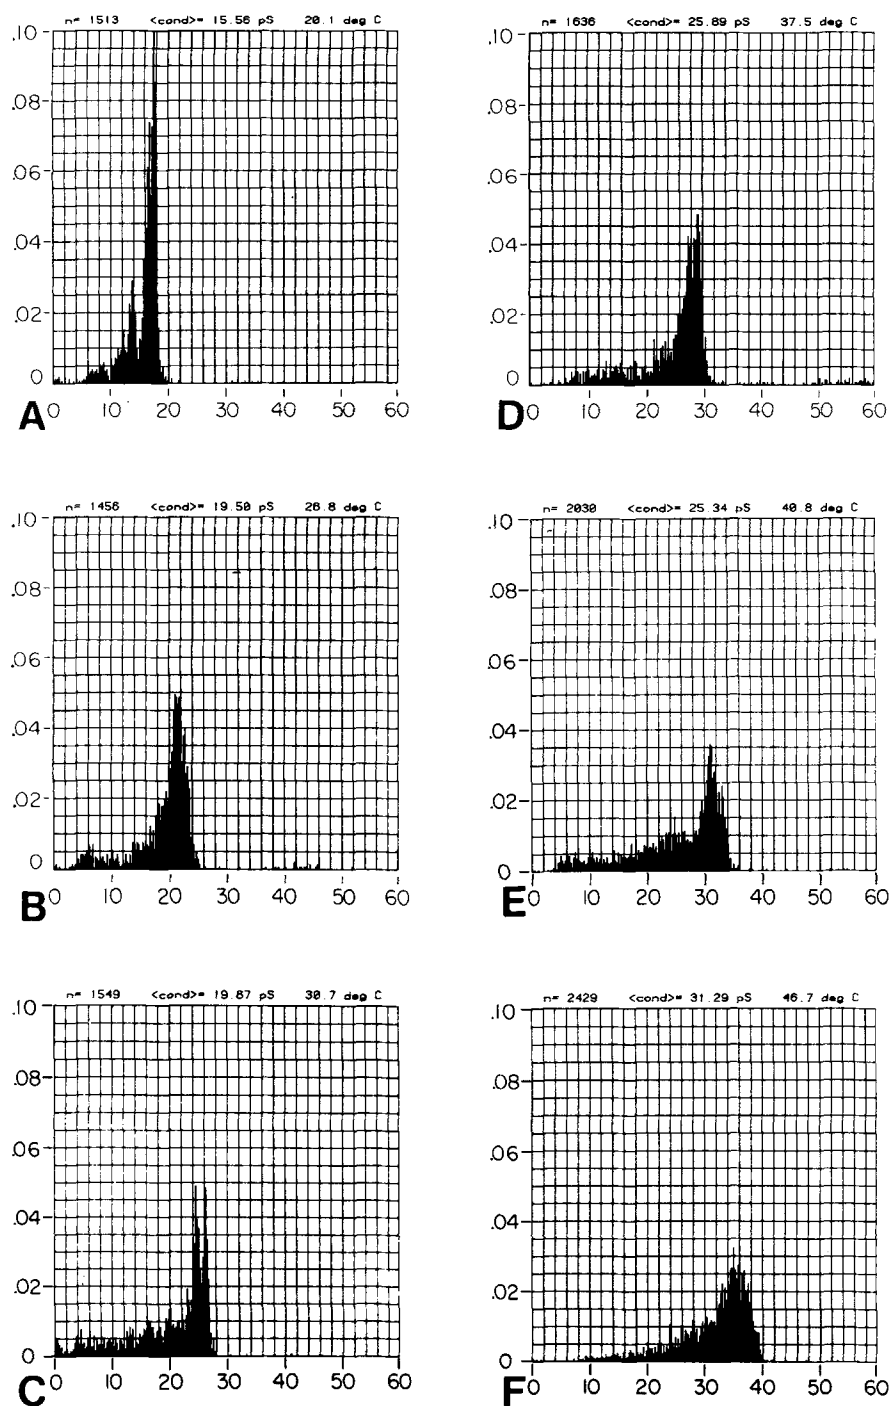 n= 1513 <cond>= 15.56 pS 20.1 deg C
.10
.08
.06
.04
.02
0
0 10 20 30 40 50 60
A
n= 1456 <cond>= 19.50 pS 26.8 deg C
.10
.08
.06
.04
.02
0
0 10 20 30 40 50 60
B
n= 1549 <cond>= 19.87 pS 30.7 deg C
.10
.08
.06
.04
.02
0
0 10 20 30 40 50 60
C
n= 1636 <cond>= 25.89 pS 37.5 deg C
.10
.08
.06
.04
.02
0
0 10 20 30 40 50 60
D
n= 2030 <cond>= 25.34 pS 40.8 deg C
.10
.08
.06
.04
.02
0
0 10 20 30 40 50 60
E
n= 2429 <cond>= 31.29 pS 46.7 deg C
.10
.08
.06
.04
.02
0
0 10 20 30 40 50 60
F